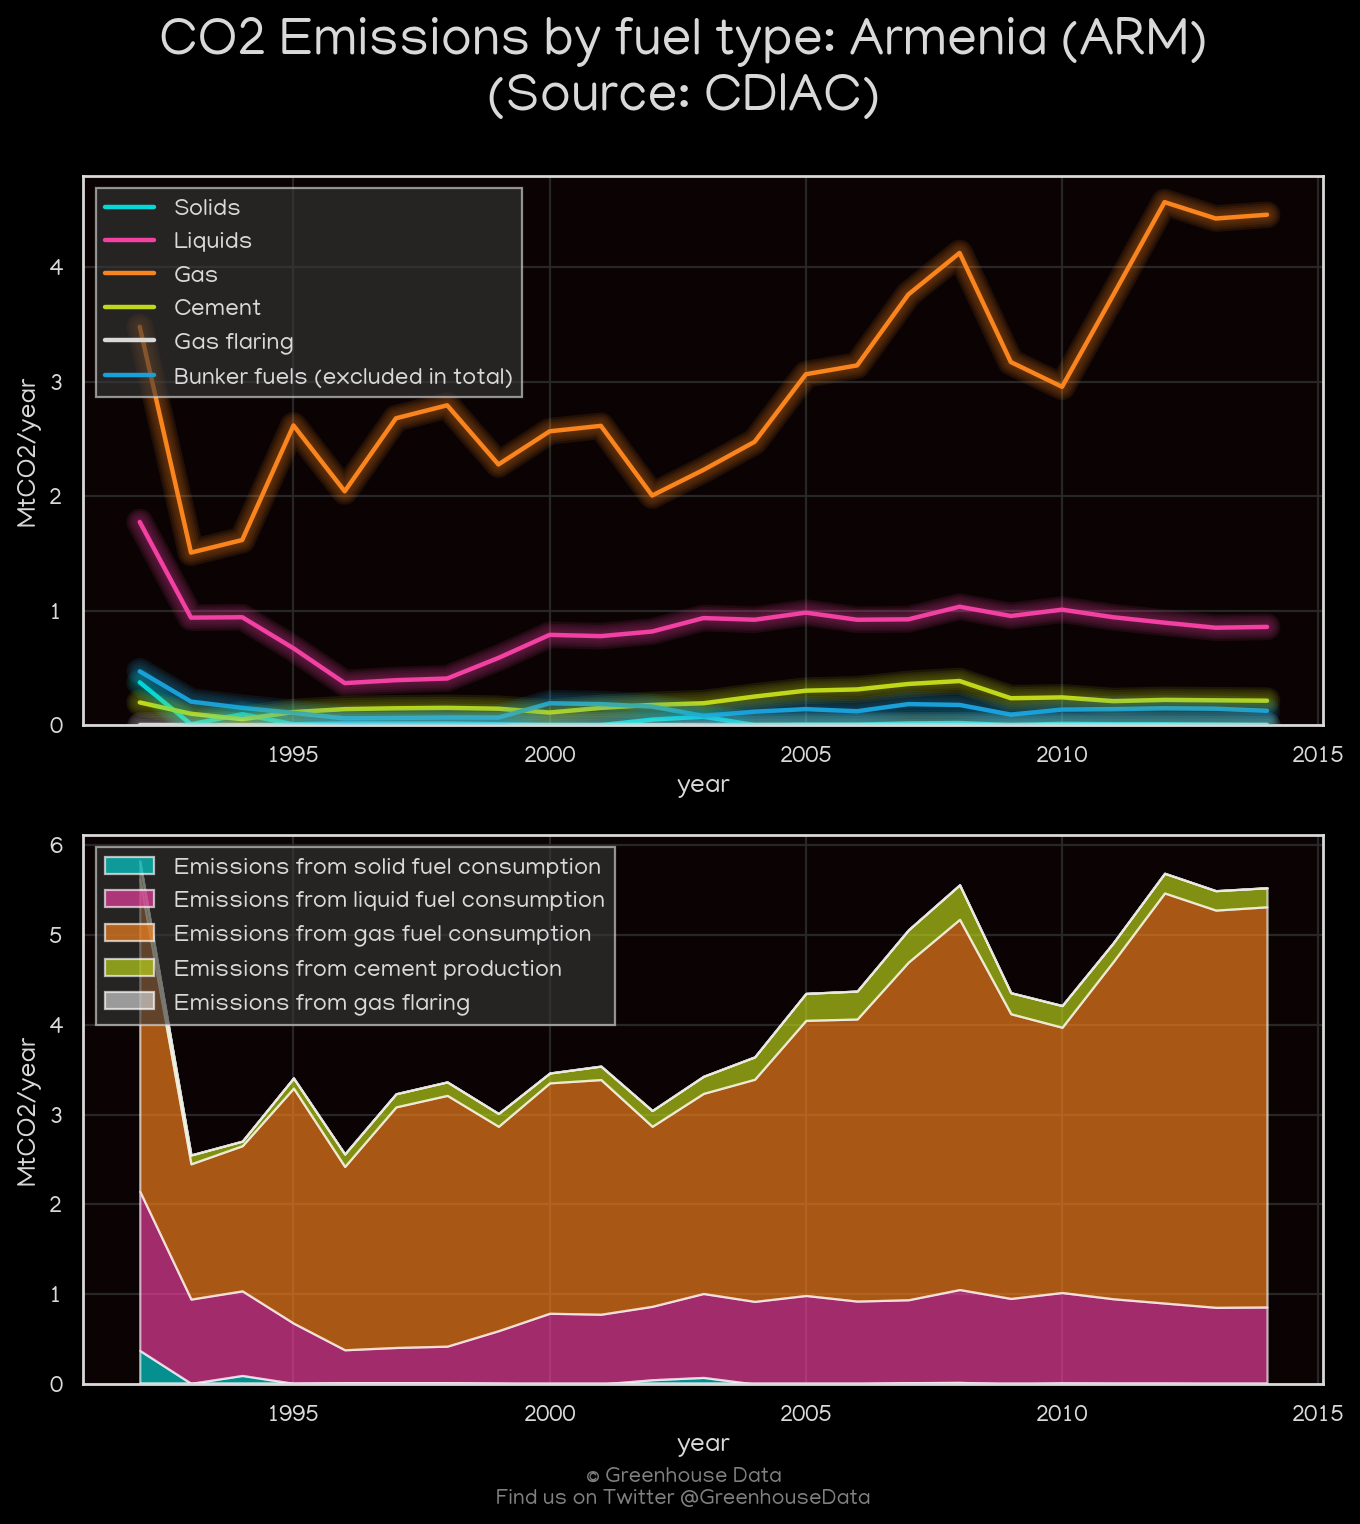 CO2 Emissions by fuel type: Armenia (ARM)
(Source: CDIAC)
Solids
Liquids
Gas
Cement
Gas flaring
Bunker fuels (excluded in total)
MtCO2/year
4
3
2
1
0
1995
2000
2005
2010
2015
year
Emissions from solid fuel consumption
Emissions from liquid fuel consumption
Emissions from gas fuel consumption
Emissions from cement production
Emissions from gas flaring
MtCO2/year
6
5
4
3
2
1
0
1995
2000
2005
2010
2015
year
© Greenhouse Data
Find us on Twitter @GreenhouseData